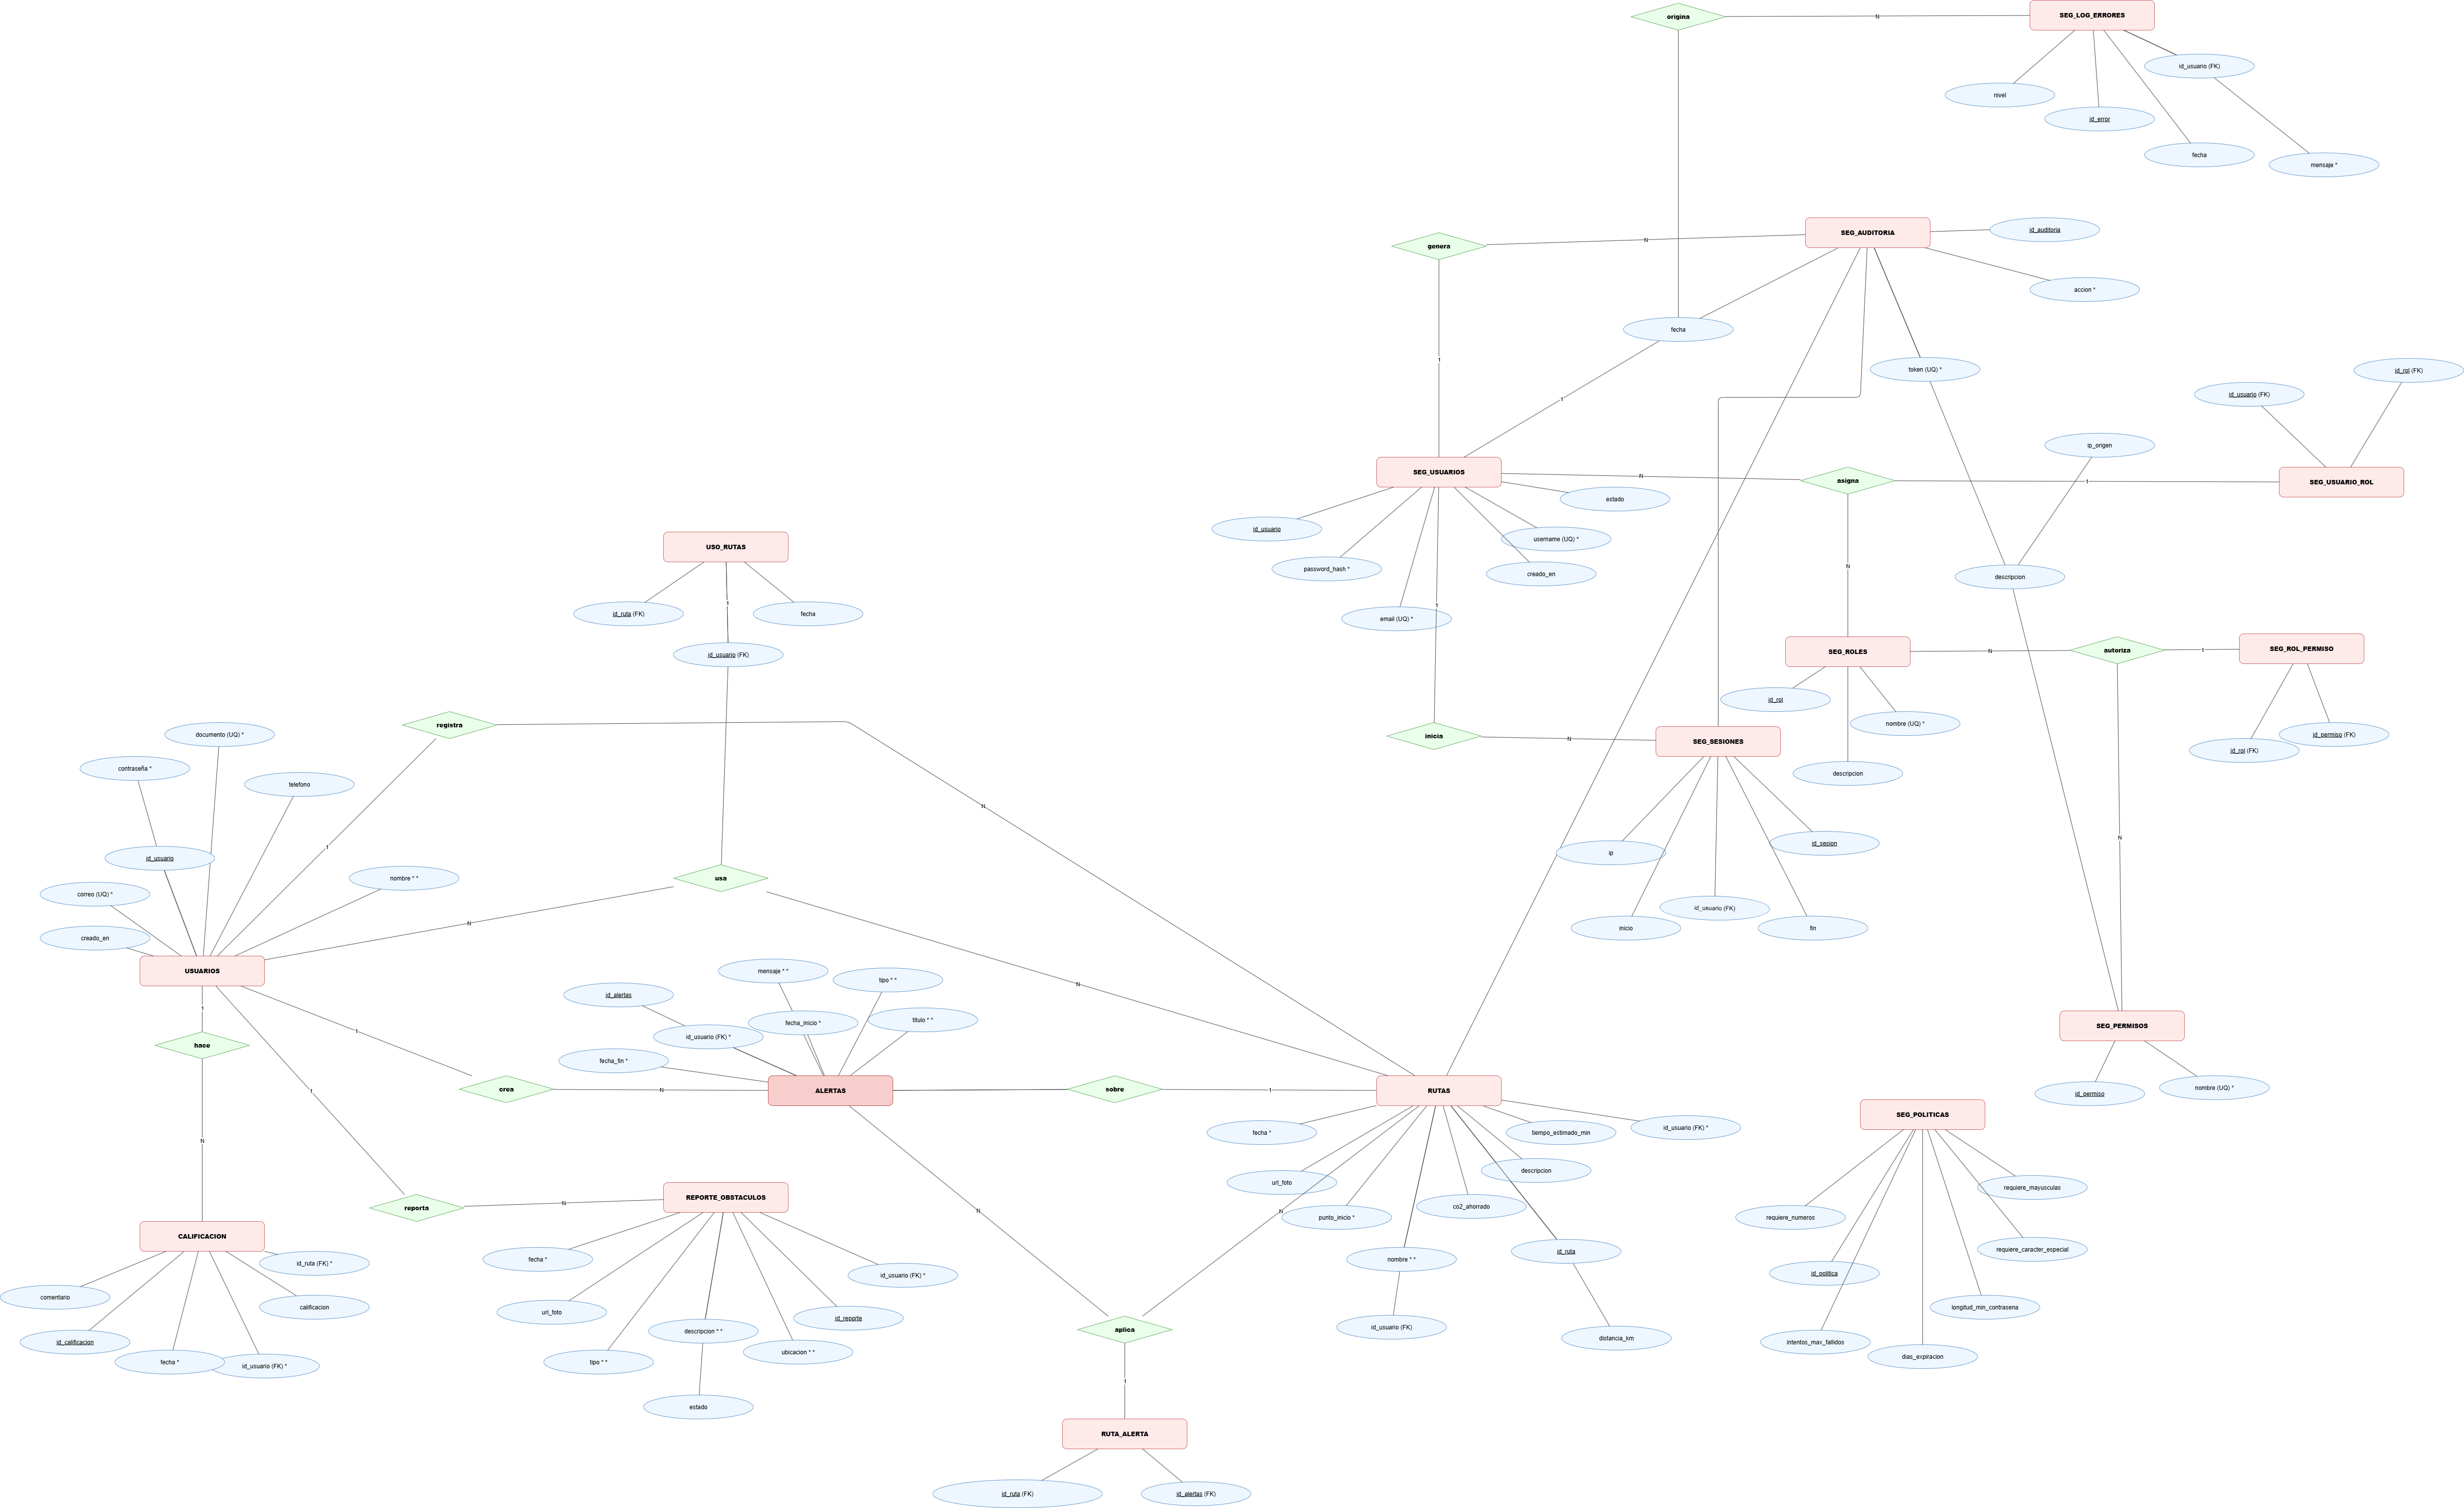 origina
N
SEG_LOG_ERRORES
id_usuario (FK)
nivel
id_error
fecha
mensaje *
SEG_AUDITORIA
id_auditoria
genera
N
accion *
fecha
1
token (UQ) *
id_rol (FK)
id_usuario (FK)
1
ip_origen
SEG_USUARIOS
N
asigna
1
SEG_USUARIO_ROL
estado
id_usuario
username (UQ) *
password_hash *
creado_en
N
descripcion
1
email (UQ) *
USO_RUTAS
1
id_ruta (FK)
fecha
id_usuario (FK)
SEG_ROLES
N
autoriza
1
SEG_ROL_PERMISO
id_rol
nombre (UQ) *
id_permiso (FK)
id_rol (FK)
descripcion
registra
inicia
N
SEG_SESIONES
documento (UQ) *
contraseña *
telefono
N
1
N
id_sesion
ip
id_usuario
usa
nombre * *
correo (UQ) *
id_usuario (FK)
N
inicio
fin
creado_en
USUARIOS
mensaje * *
tipo * *
N
id_alertas
1
fecha_inicio *
titulo * *
SEG_PERMISOS
1
id_usuario (FK) *
hace
fecha_fin *
crea
N
ALERTAS
sobre
1
RUTAS
1
id_permiso
nombre (UQ) *
SEG_POLITICAS
fecha *
tiempo_estimado_min
id_usuario (FK) *
N
descripcion
url_foto
requiere_mayusculas
REPORTE_OBSTACULOS
reporta
N
N
N
co2_ahorrado
punto_inicio *
requiere_numeros
CALIFICACION
id_ruta (FK) *
fecha *
nombre * *
id_ruta
requiere_caracter_especial
id_usuario (FK) *
id_politica
comentario
calificacion
url_foto
id_reporte
longitud_min_contrasena
id_calificacion
descripcion * *
aplica
id_usuario (FK)
distancia_km
intentos_max_fallidos
ubicacion * *
fecha *
id_usuario (FK) *
tipo * *
dias_expiracion
1
estado
RUTA_ALERTA
id_ruta (FK)
id_alertas (FK)